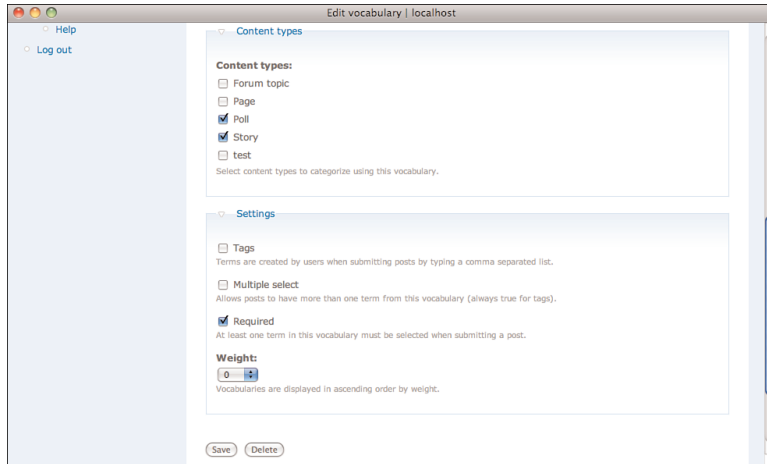 Edit vocabulary | localhost
Help
Log out
Content types
Content types:
Forum topic
Page
Poll
Story
test
Select content types to categorize using this vocabulary.
Settings
Tags
Terms are created by users when submitting posts by typing a comma separated list.
Multiple select
Allows posts to have more than one term from this vocabulary (always true for tags).
Required
At least one term in this vocabulary must be selected when submitting a post.
Weight:
0
Vocabularies are displayed in ascending order by weight.
Save Delete